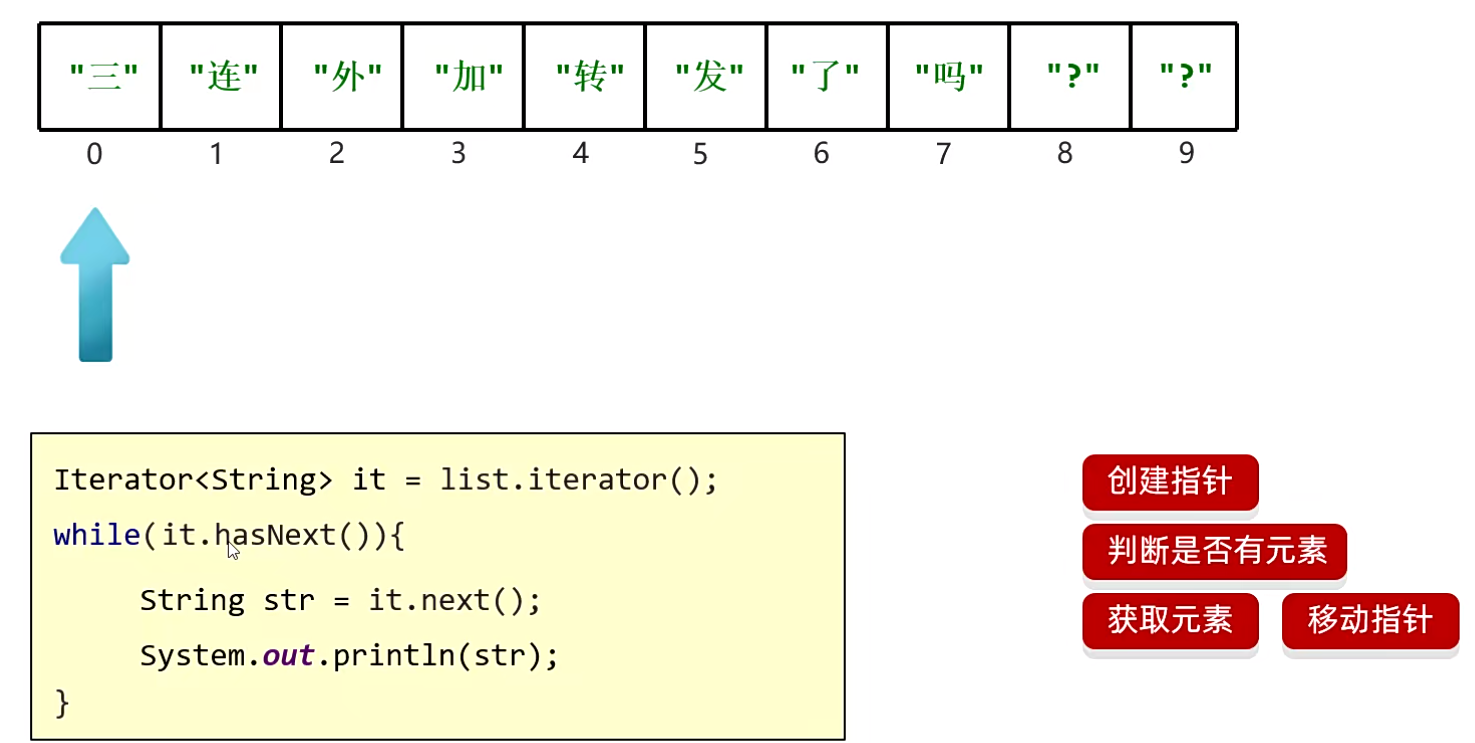 "三" "连" "外" "加" "转" "发" "了" "吗" "?" "?"
0 1 2 3 4 5 6 7 8 9
Iterator<String> it = list.iterator();
while(it.hasNext()){
String str = it.next();
System.out.println(str);
}
创建指针
判断是否有元素
获取元素 移动指针